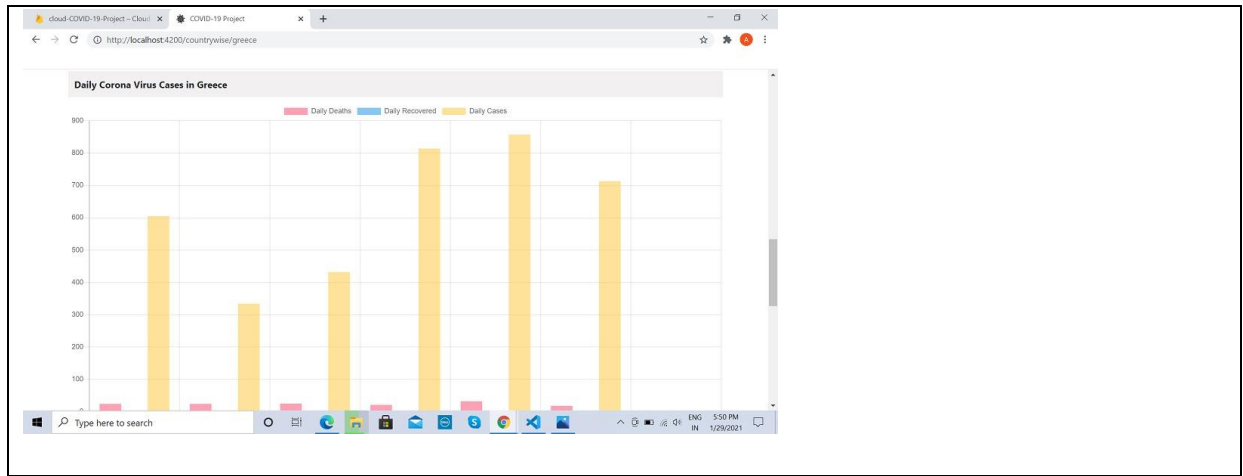 cloud-COVID-19-Project – Cloud COVID-19 Project
http://localhost:4200/countrywise/greece
A
Daily Corona Virus Cases in Greece
Daily Deaths Daily Recovered Daily Cases
900
800
700
600
500
400
300
200
100
Type here to search
ENG 5:50 PM
IN 1/29/2021